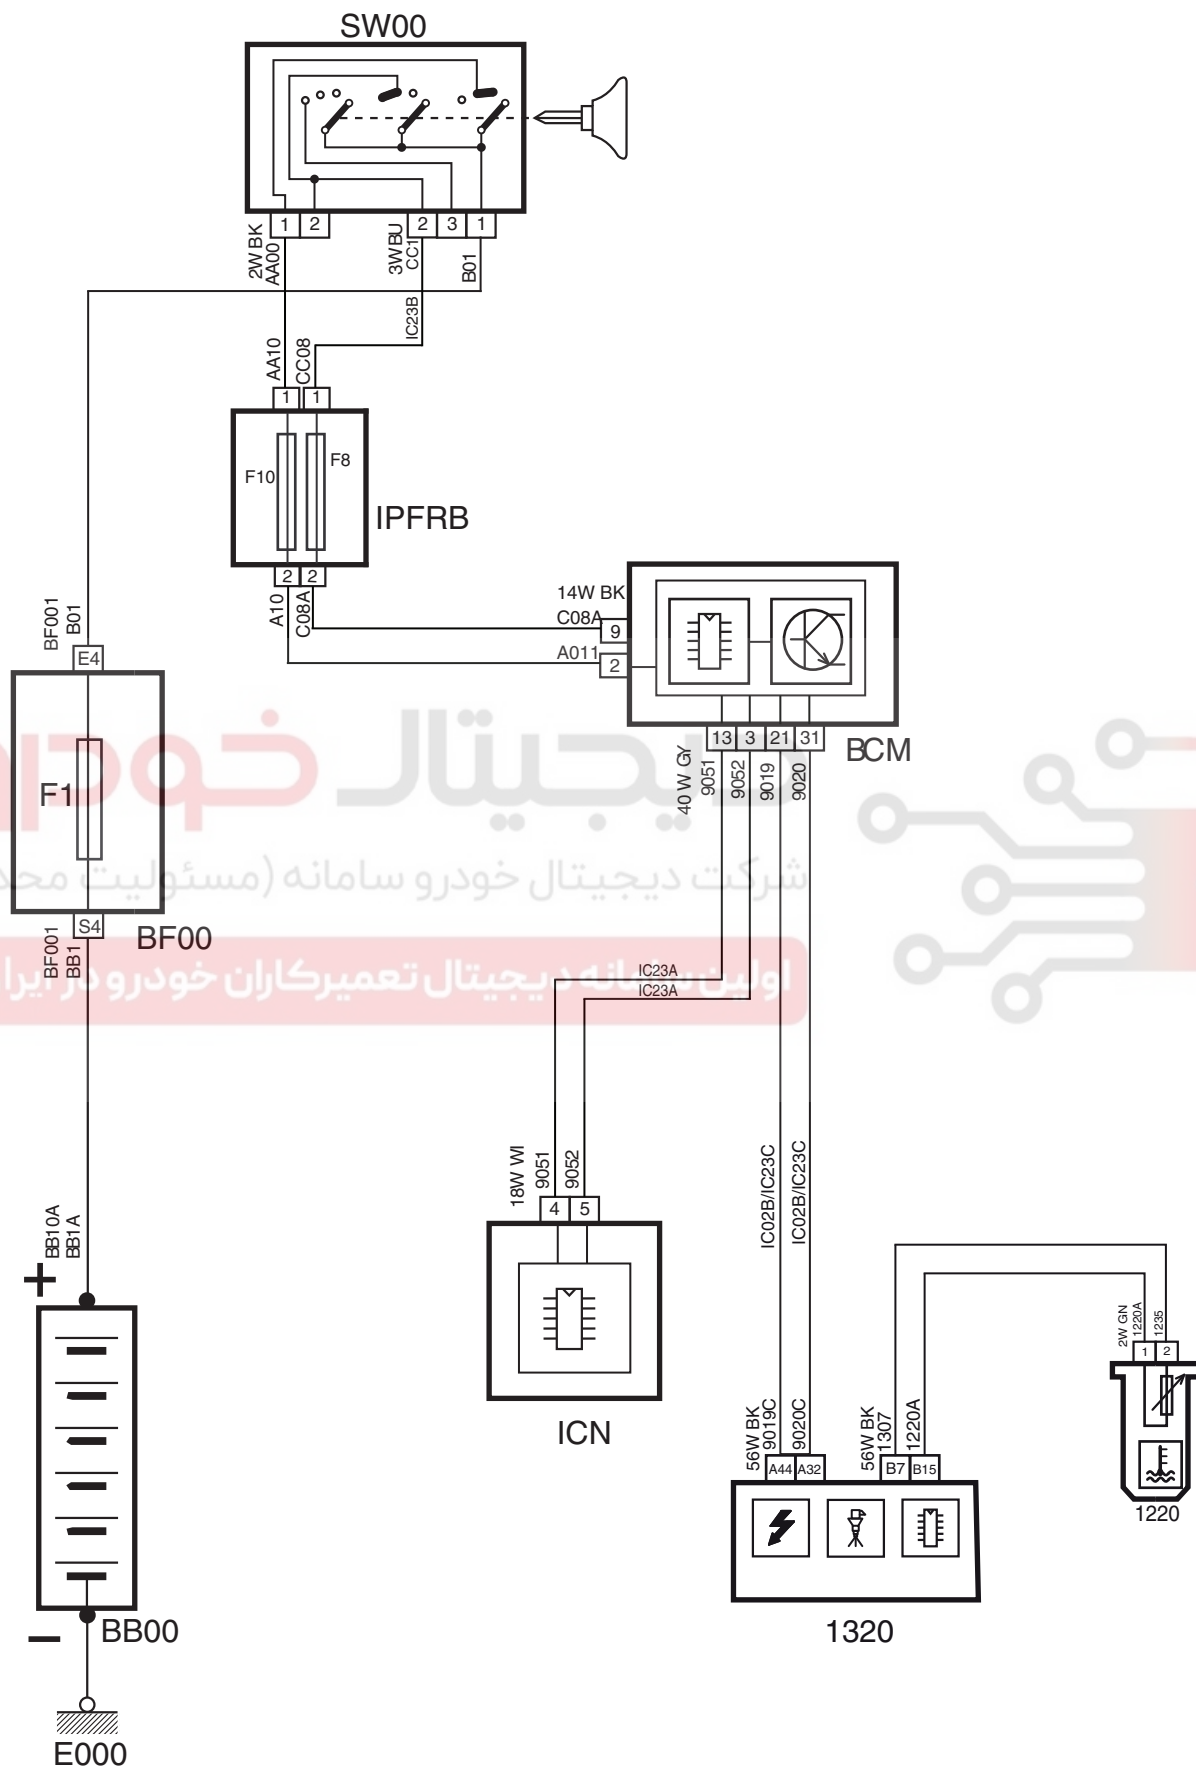 SW00
1 2 2 3 1
2W BK
AA00
3WBU
CC1
B01
IC23B
AA10
CC08
1 1
F10
F8
IPFRB
2 2
A10
C08A
14W BK
C08A
9
A011
2
BF001
B01
E4
13 3 21 31
BCM
40 W GY
9051
9052
9019
9020
F1
دیجیتال خودرو
شرکت دیجیتال خودرو سامانه (مسئولیت محد
S4
BF00
BF001
BB1
اولین سامانه دیجیتال تعمیرکاران خودرو در ایرا
IC23A
IC23A
18W WI
9051
9052
4 5
IC02B/IC23C
IC02B/IC23C
BB10A
BB1A
+
2W GN
1220A
1235
1 2
ICN
56W BK
9019C
9020C
56W BK
1307
1220A
A44 A32 B7 B15
1220
BB00
–
1320
E000